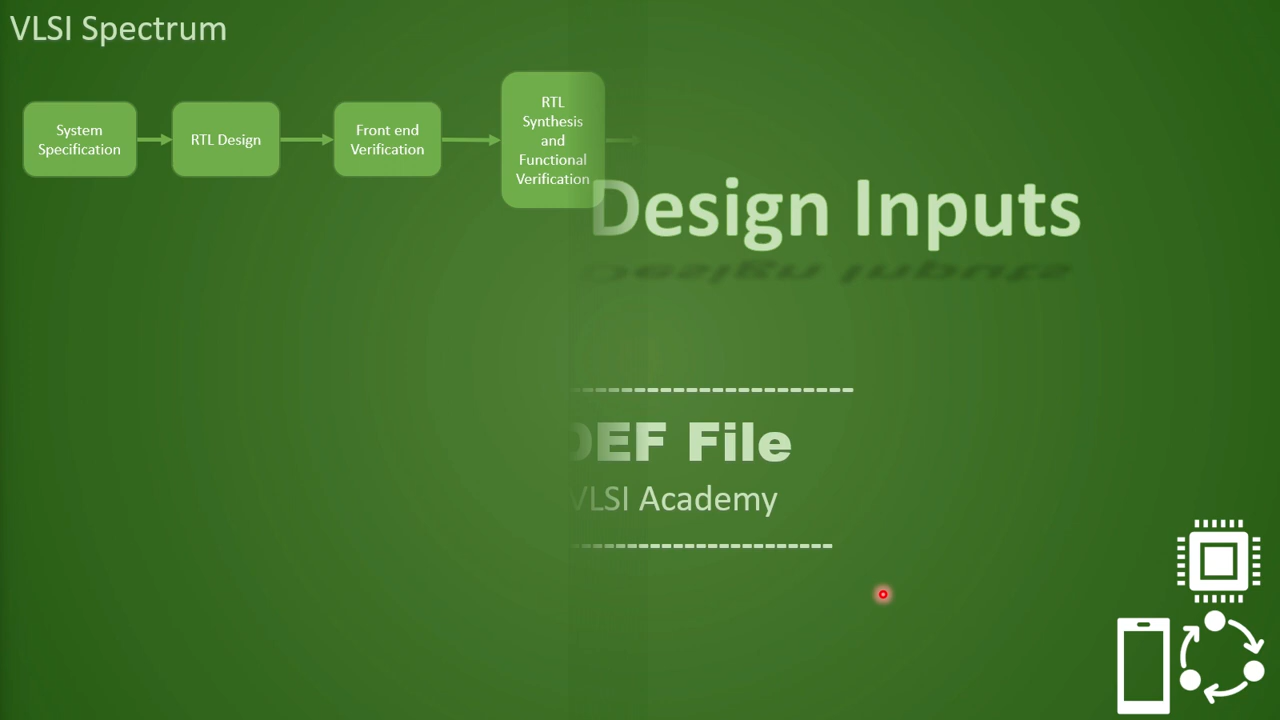 VLSI Spectrum
System
Specification
RTL Design
Front end
Verification
RTL
Synthesis
and
Functional
Verification
Design Inputs
DEF File
VLSI Academy